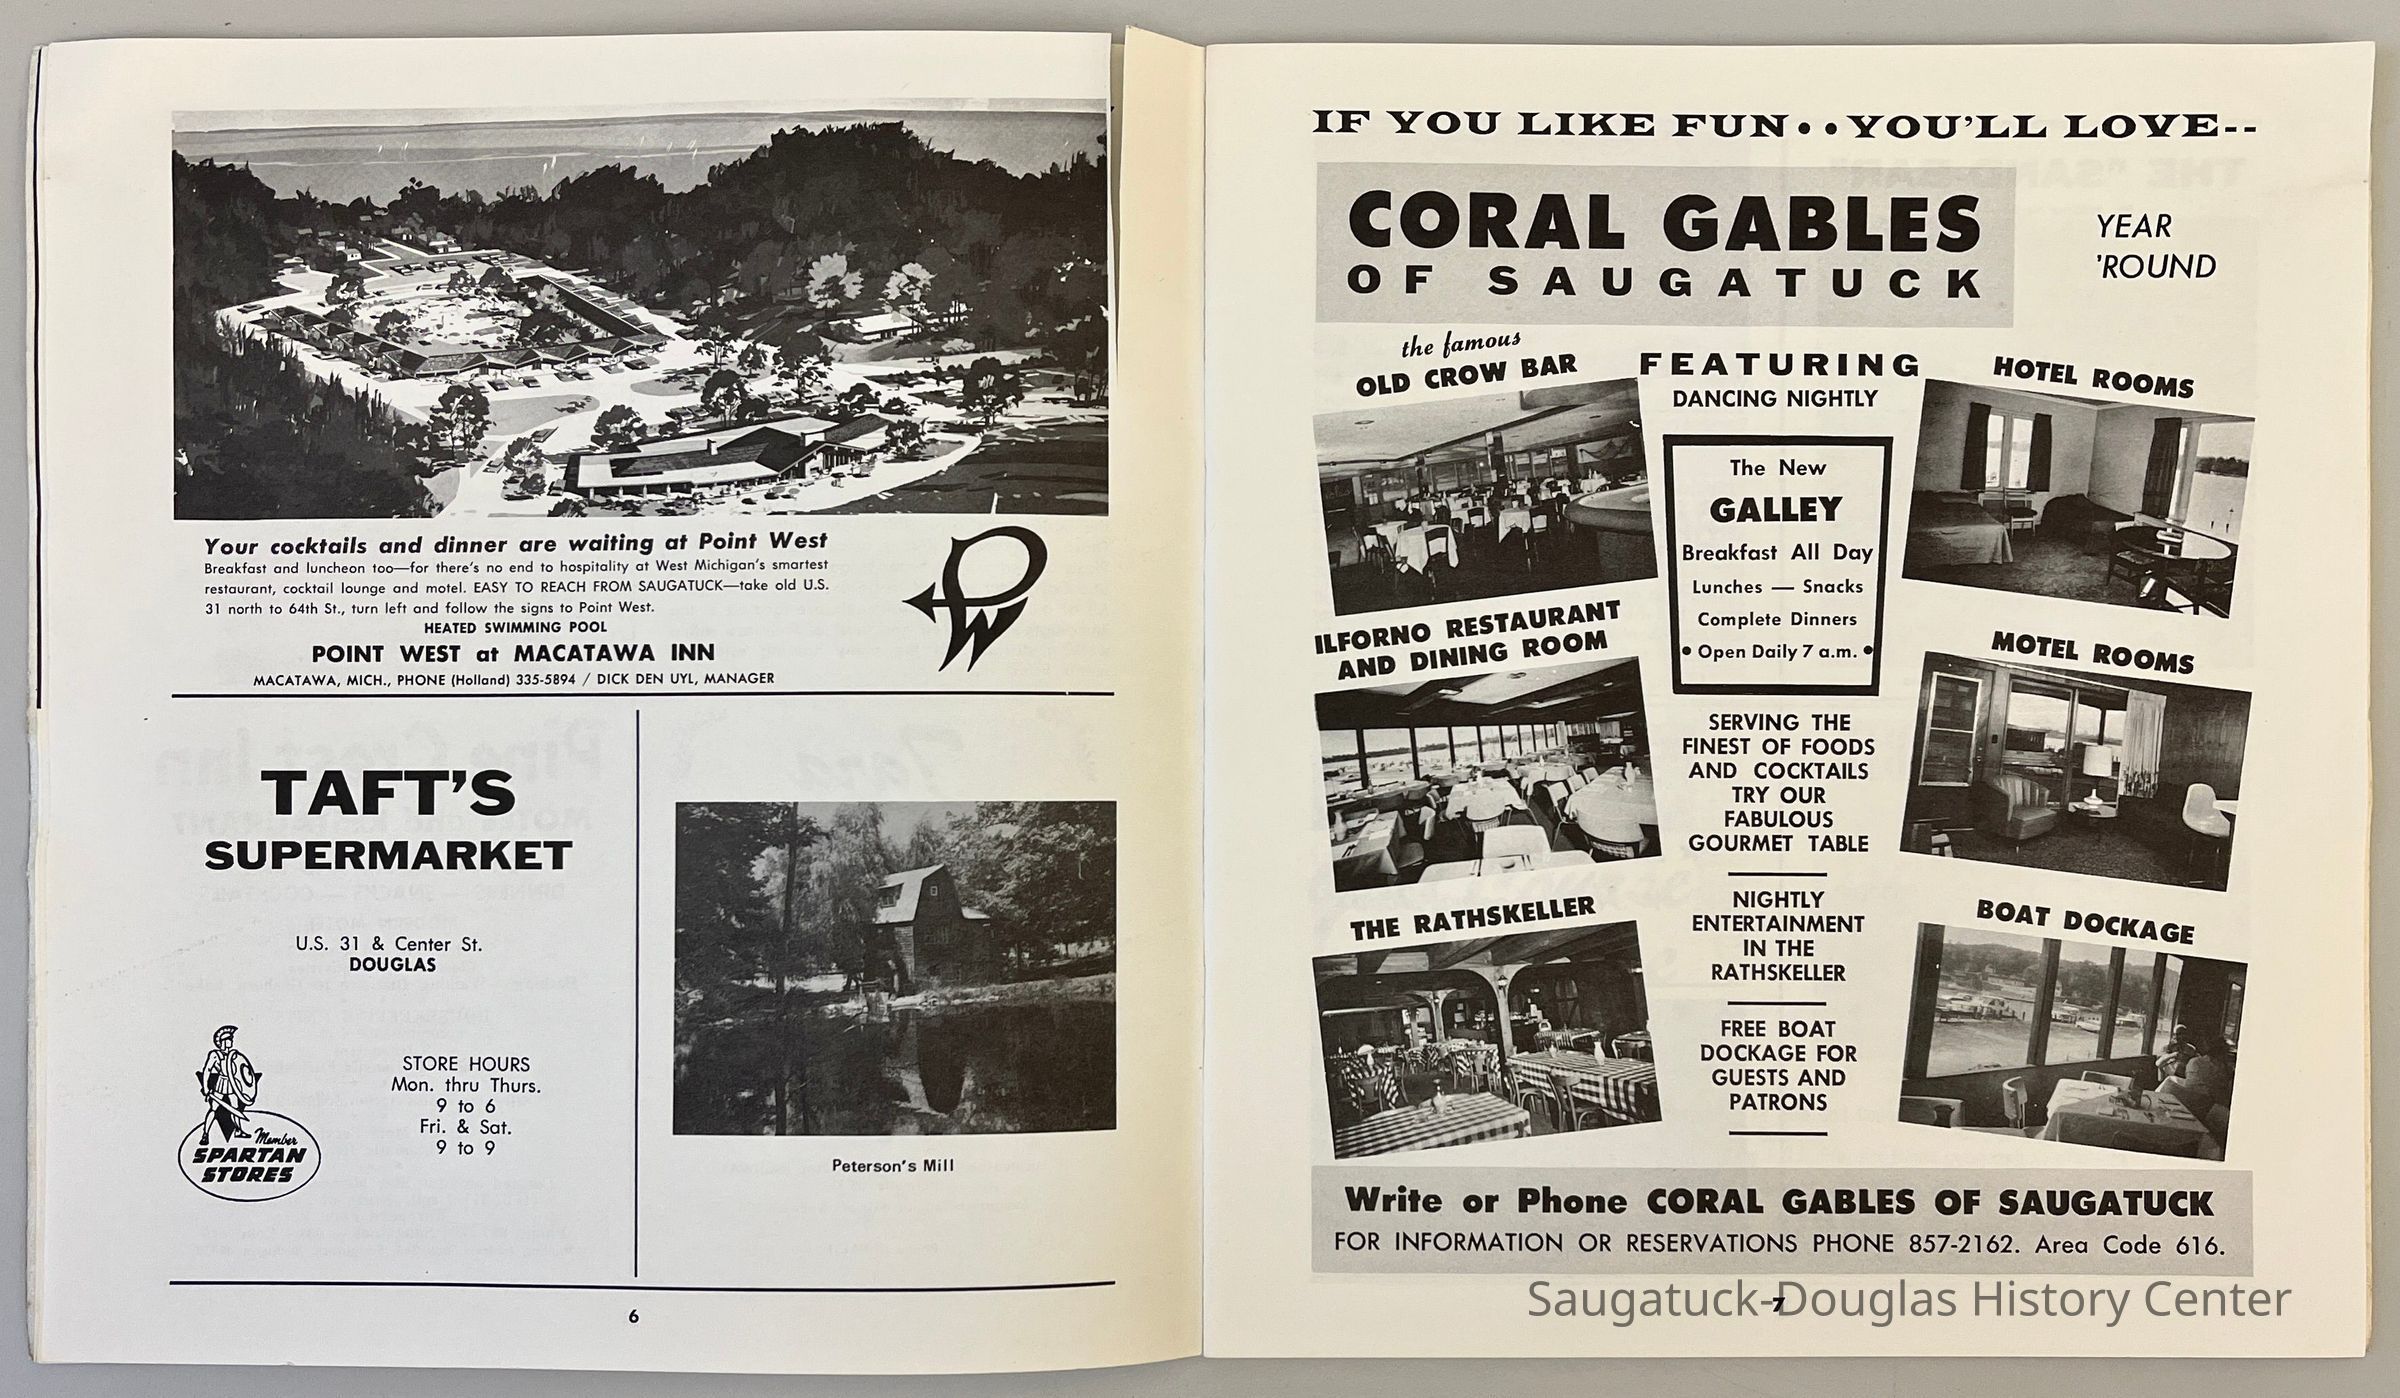 Your cocktails and dinner are waiting at Point West
Breakfast and luncheon too—for there's no end to hospitality at West Michigan's smartest
restaurant, cocktail lounge and motel. EASY TO REACH FROM SAUGATUCK—take old U.S.
31 north to 64th St., turn left and follow the signs to Point West.
HEATED SWIMMING POOL
POINT WEST at MACATAWA INN
MACATAWA, MICH., PHONE (Holland) 335-5894 / DICK DEN UYL, MANAGER
PW
TAFT'S
SUPERMARKET
U.S. 31 & Center St.
DOUGLAS
STORE HOURS
Mon. thru Thurs.
9 to 6
Fri. & Sat.
9 to 9
Member
SPARTAN
STORES
Peterson's Mill
6
IF YOU LIKE FUN••YOU'LL LOVE--
CORAL GABLES
OF SAUGATUCK
YEAR
'ROUND
the famous
OLD CROW BAR
FEATURING
DANCING NIGHTLY
HOTEL ROOMS
The New
GALLEY
Breakfast All Day
Lunches — Snacks
Complete Dinners
• Open Daily 7 a.m. •
ILFORNO RESTAURANT
AND DINING ROOM
MOTEL ROOMS
SERVING THE
FINEST OF FOODS
AND COCKTAILS
TRY OUR
FABULOUS
GOURMET TABLE
NIGHTLY
ENTERTAINMENT
IN THE
RATHSKELLER
THE RATHSKELLER
BOAT DOCKAGE
FREE BOAT
DOCKAGE FOR
GUESTS AND
PATRONS
Write or Phone CORAL GABLES OF SAUGATUCK
FOR INFORMATION OR RESERVATIONS PHONE 857-2162. Area Code 616.
7
Saugatuck-Douglas History Center